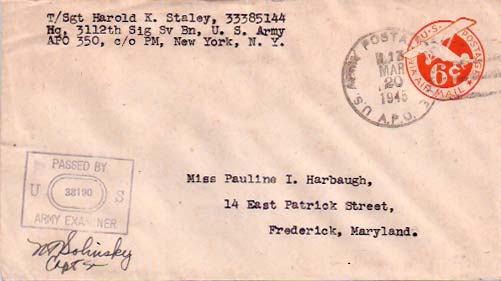 T/Sgt Harold K. Staley, 33385144
Hq, 3112th Sig Sv Bn, U. S. Army
APO 350, c/o PM, New York, N. Y.
U.S. ARMY POSTAL
MAR
20
1945
A.P.O.
U.S. POSTAGE
6¢
VIA AIR MAIL
PASSED BY
U 38190 S
ARMY EXAMINER
Capt
Miss Pauline I. Harbaugh,
14 East Patrick Street,
Frederick, Maryland.